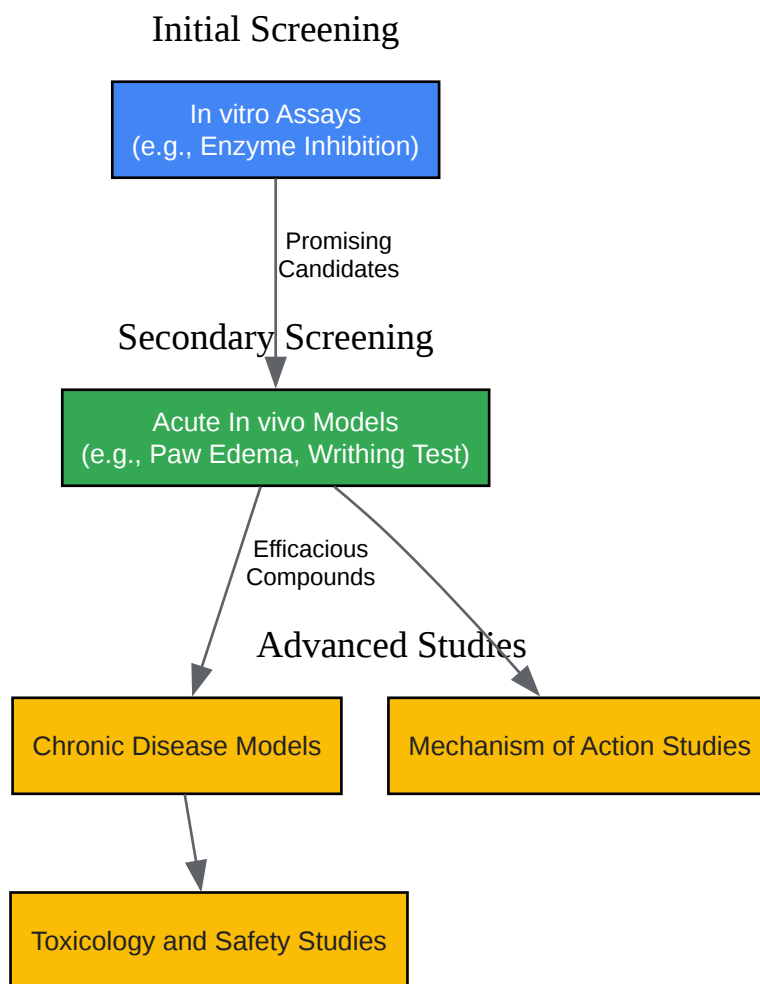 Initial Screening
In vitro Assays
(e.g., Enzyme Inhibition)
Promising
Candidates
Secondary Screening
Acute In vivo Models
(e.g., Paw Edema, Writhing Test)
Efficacious
Compounds
Advanced Studies
Chronic Disease Models
Mechanism of Action Studies
Toxicology and Safety Studies